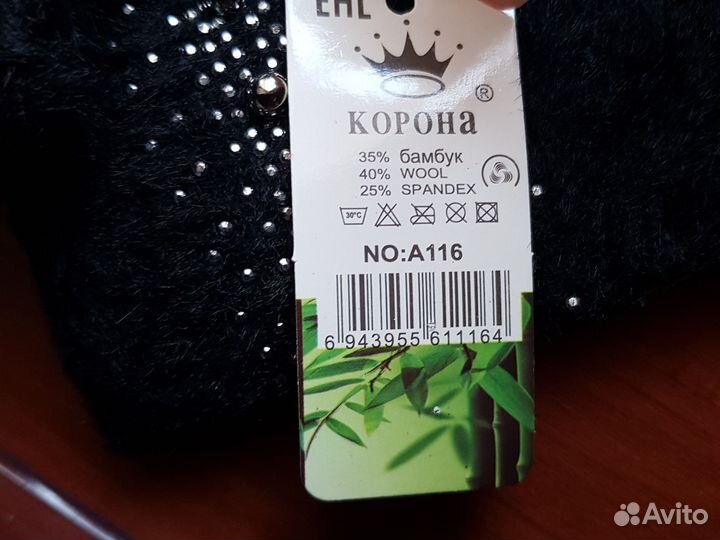 EAC
®
КОРОНА
35% бамбук
40% WOOL
25% SPANDEX
30°C
NO:A116
6 943955 611164
Avito